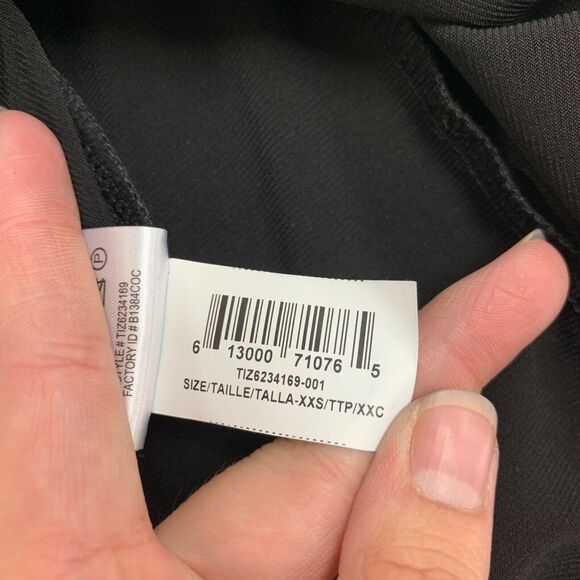 6 13000 71076 5
TIZ6234169-001
SIZE/TAILLE/TALLA-XXS/TTP/XXC
P
STYLE # TIZ6234169
FACTORY ID # B1384COC